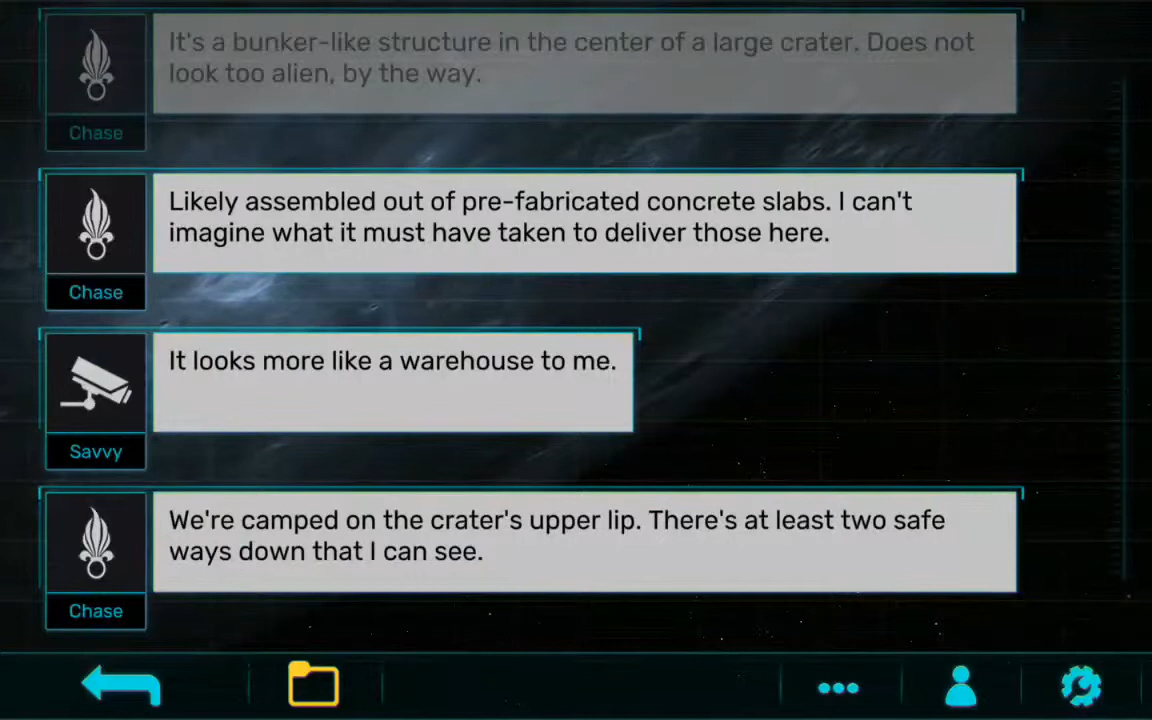 It's a bunker-like structure in the center of a large crater. Does not
look too alien, by the way.
Chase
Likely assembled out of pre-fabricated concrete slabs. I can't
imagine what it must have taken to deliver those here.
Chase
It looks more like a warehouse to me.
Savvy
We're camped on the crater's upper lip. There's at least two safe
ways down that I can see.
Chase